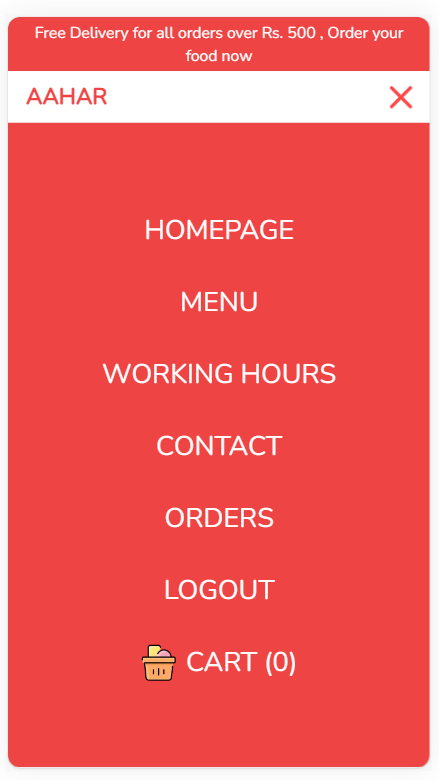 Free Delivery for all orders over Rs. 500 , Order your
food now
AAHAR
HOMEPAGE
MENU
WORKING HOURS
CONTACT
ORDERS
LOGOUT
CART (0)